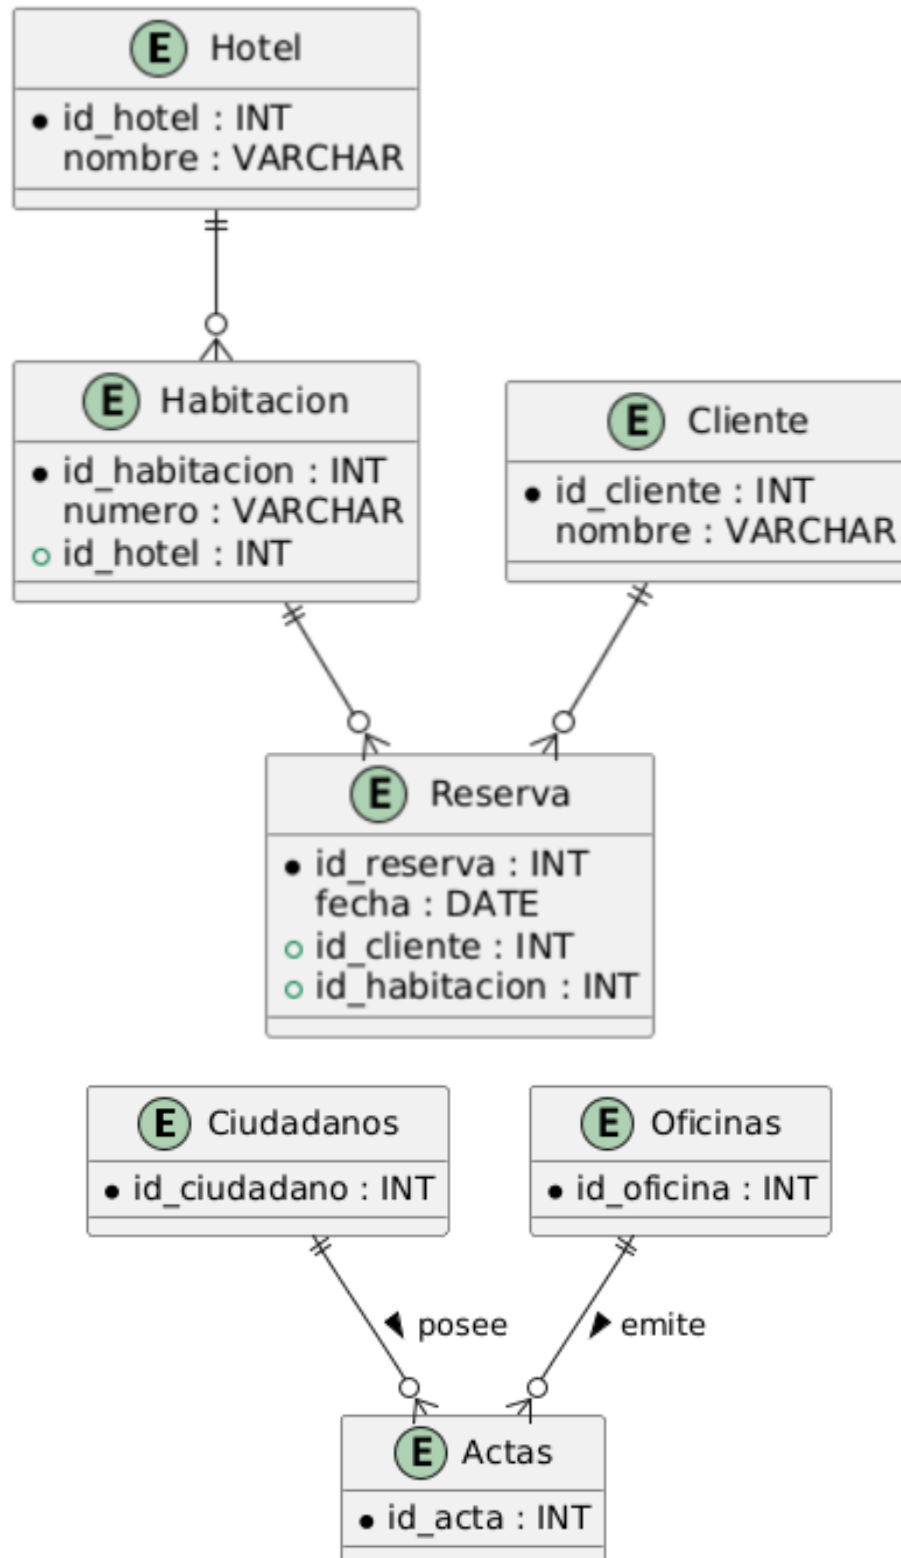 E Hotel
id_hotel : INT
nombre : VARCHAR
E Habitacion
id_habitacion : INT
numero : VARCHAR
id_hotel : INT
E Cliente
id_cliente : INT
nombre : VARCHAR
E Reserva
id_reserva : INT
fecha : DATE
id_cliente : INT
id_habitacion : INT
E Ciudadanos
id_ciudadano : INT
E Oficinas
id_oficina : INT
posee
emite
E Actas
id_acta : INT